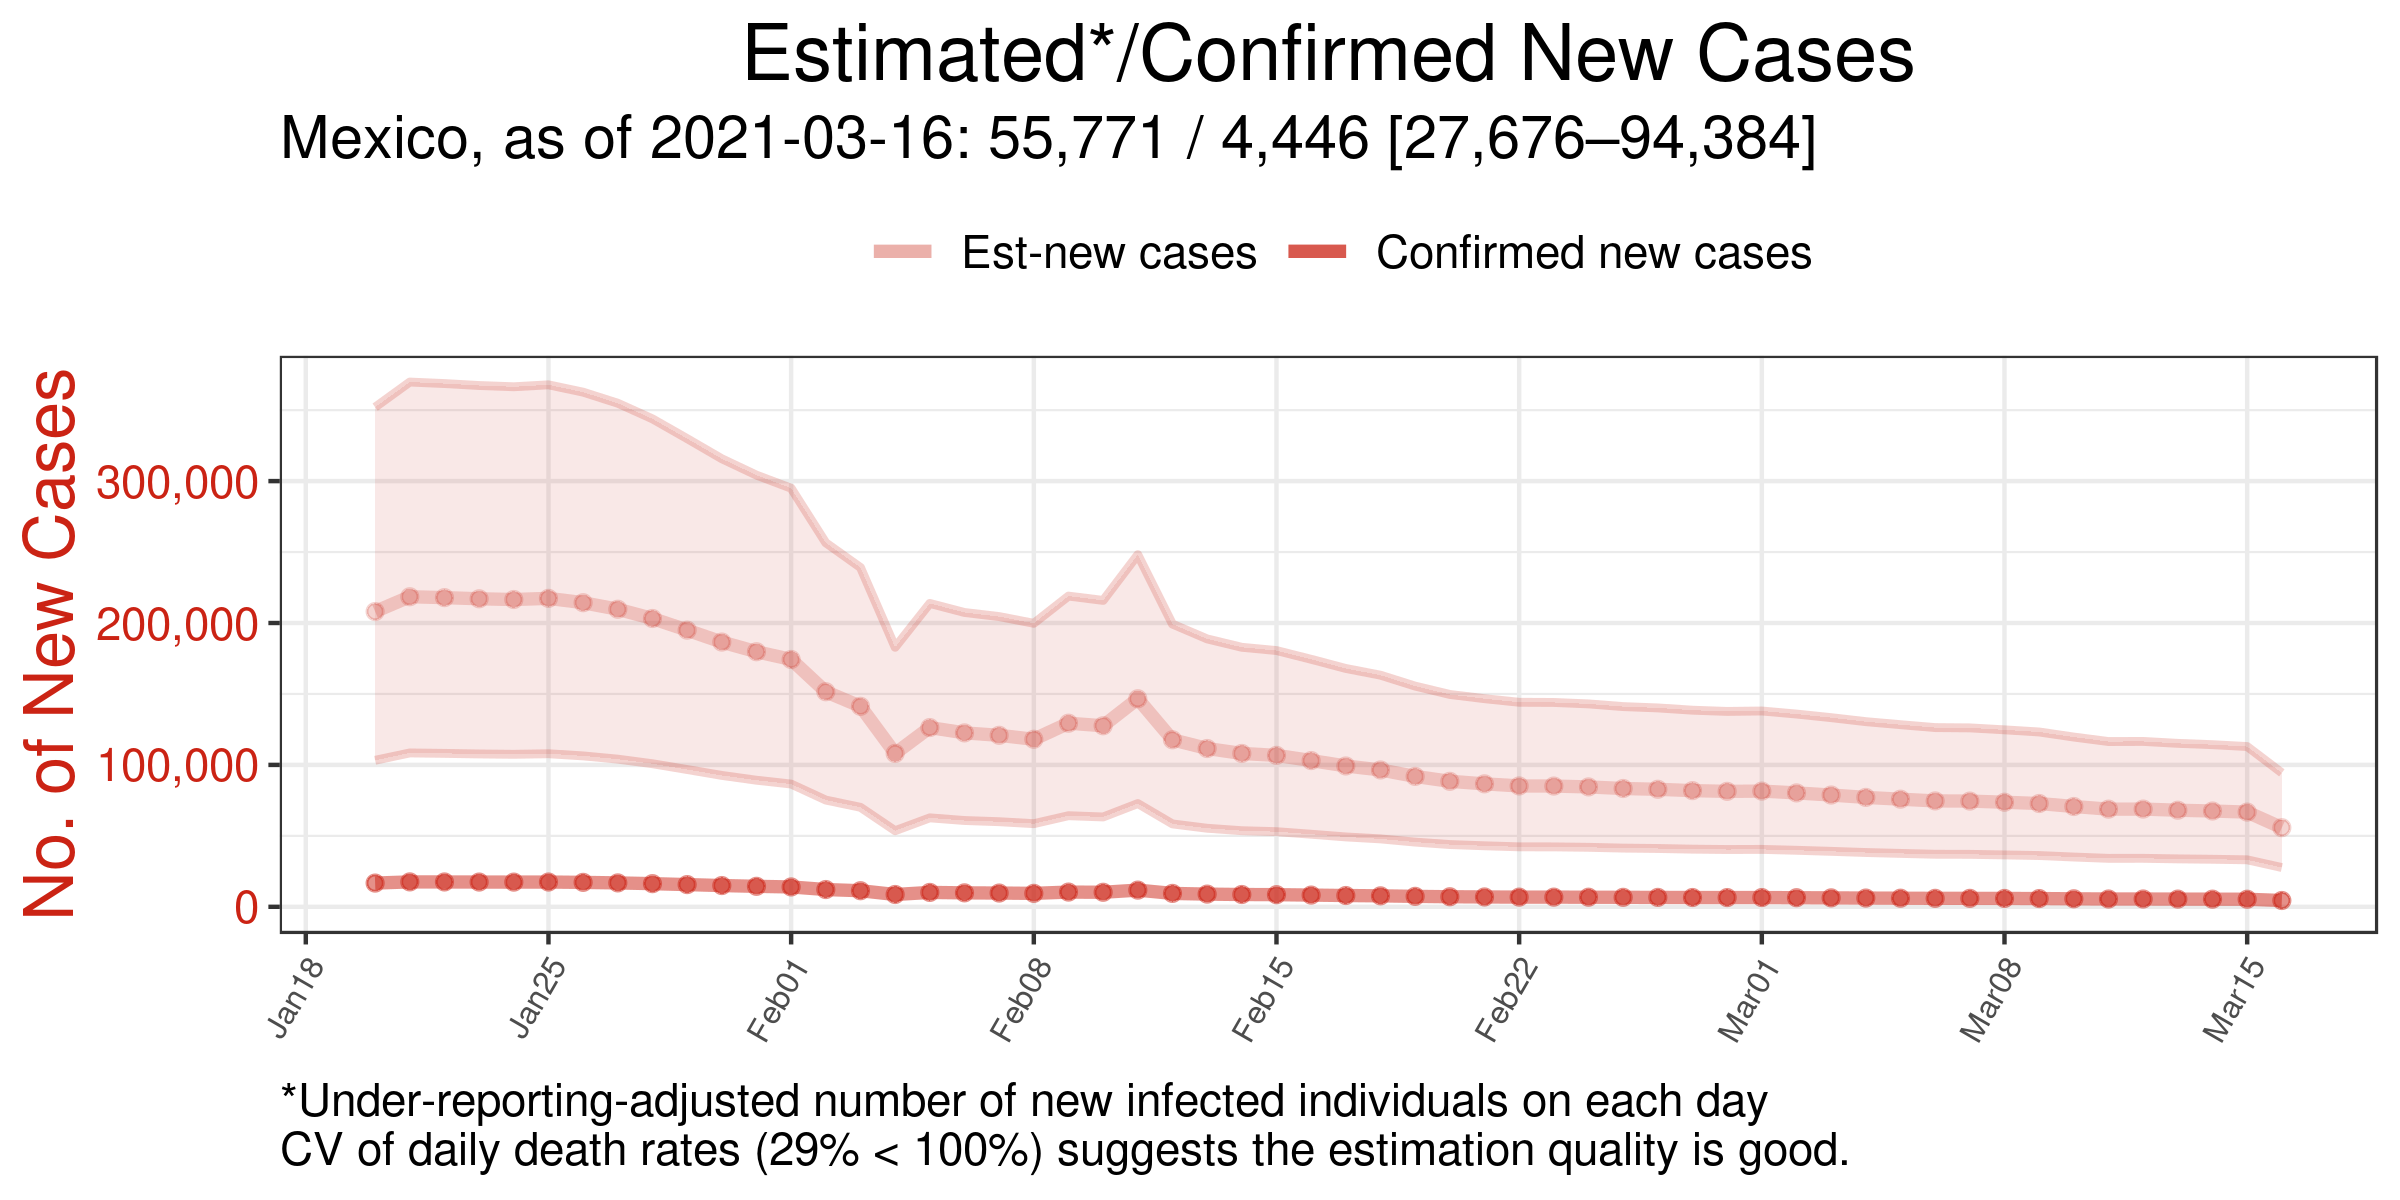 Estimated*/Confirmed New Cases
Mexico, as of 2021-03-16: 55,771 / 4,446 [27,676–94,384]
Est-new cases
Confirmed new cases
No. of New Cases
300,000
200,000
100,000
0
Jan18
Jan25
Feb01
Feb08
Feb15
Feb22
Mar01
Mar08
Mar15
*Under-reporting-adjusted number of new infected individuals on each day
CV of daily death rates (29% < 100%) suggests the estimation quality is good.